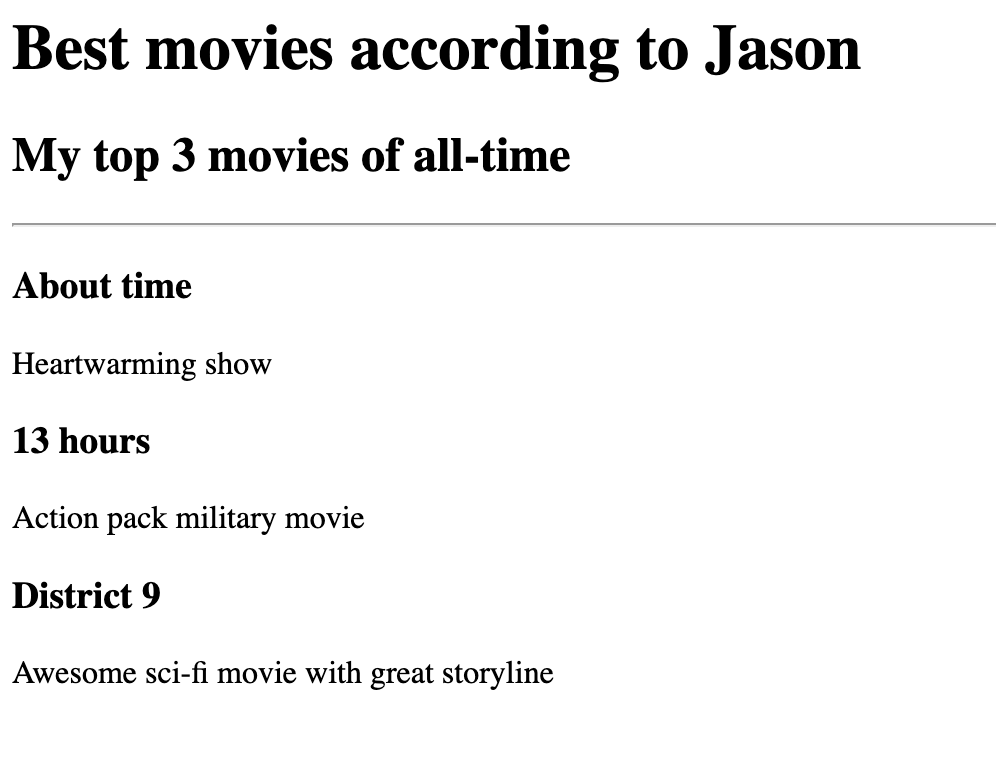 Best movies according to Jason
My top 3 movies of all-time
About time
Heartwarming show
13 hours
Action pack military movie
District 9
Awesome sci-fi movie with great storyline